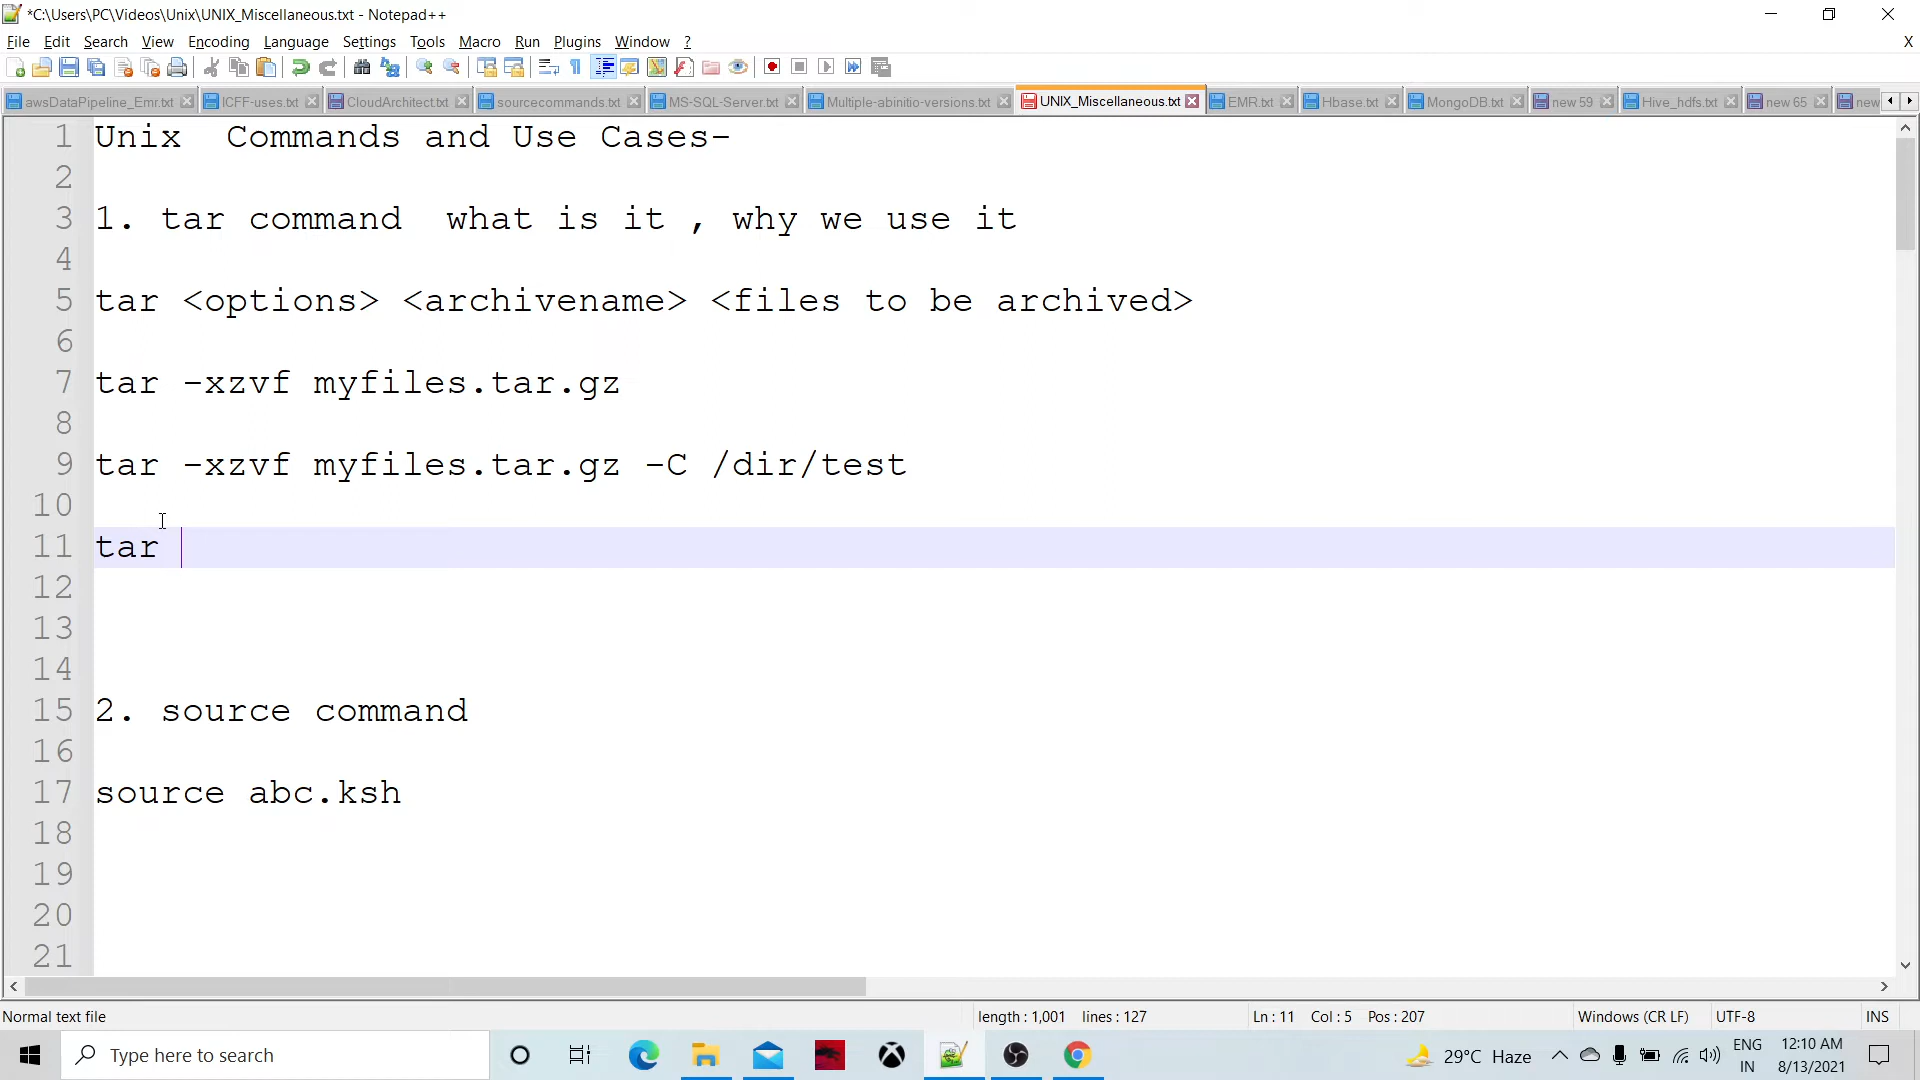 *C:\Users\PC\Videos\Unix\UNIX_Miscellaneous.txt - Notepad++
File Edit Search View Encoding Language Settings Tools Macro Run Plugins Window ? X
awsDataPipeline_Emr.txt ICFF-uses.txt CloudArchitect.txt sourcecommands.txt MS-SQL-Server.txt Multiple-abinitio-versions.txt UNIX_Miscellaneous.txt EMR.txt Hbase.txt MongoDB.txt new 59 Hive_hdfs.txt new 65 new
1 Unix  Commands and Use Cases-
2
3 1. tar command  what is it , why we use it
4
5 tar <options> <archivename> <files to be archived>
6
7 tar -xzvf myfiles.tar.gz
8
9 tar -xzvf myfiles.tar.gz -C /dir/test
10
11 tar
12
13
14
15 2. source command
16
17 source abc.ksh
18
19
20
21
Normal text file length : 1,001 lines : 127 Ln : 11 Col : 5 Pos : 207 Windows (CR LF) UTF-8 INS
Type here to search 29°C Haze ENG IN 12:10 AM 8/13/2021